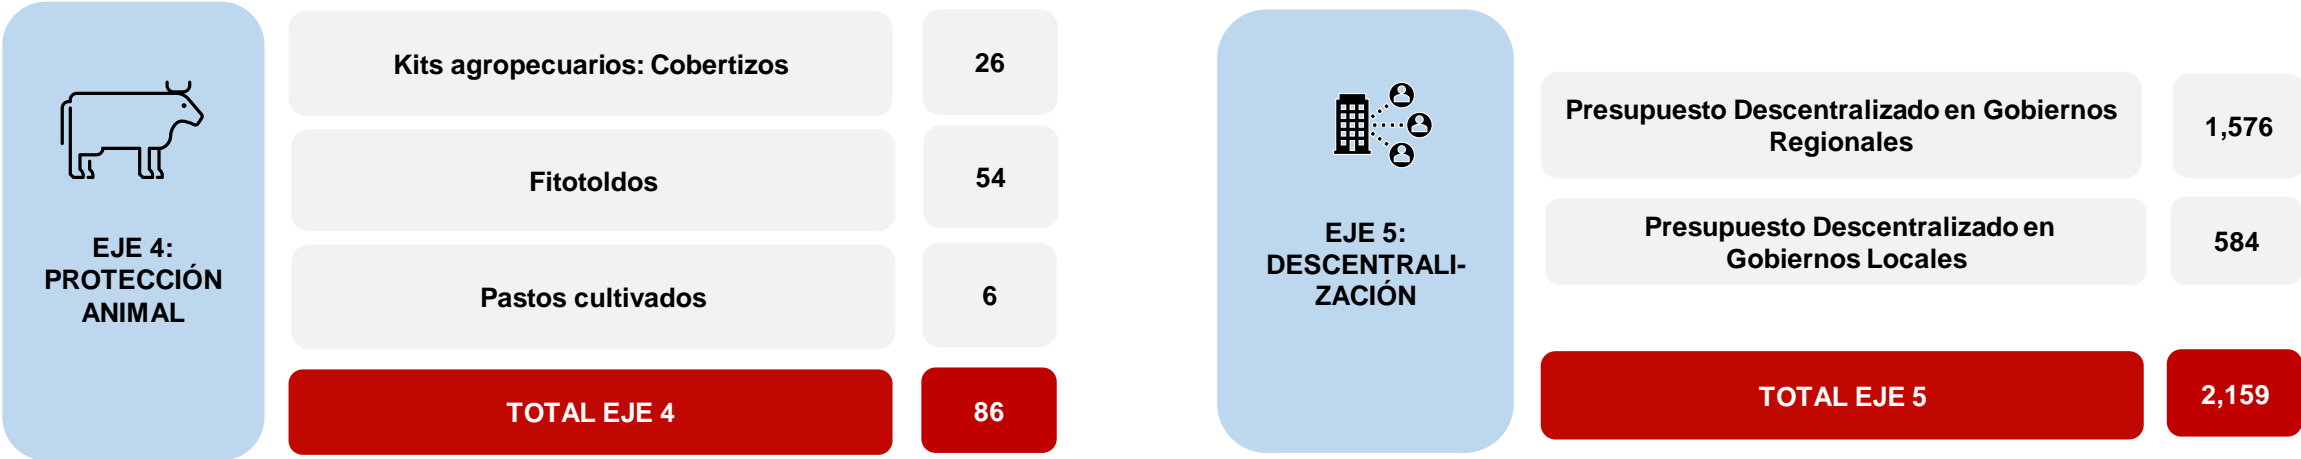 EJE 4:
PROTECCIÓN
ANIMAL
Kits agropecuarios: Cobertizos
26
Fitotoldos
54
Pastos cultivados
6
TOTAL EJE 4
86
EJE 5:
DESCENTRALI-
ZACIÓN
Presupuesto Descentralizado en Gobiernos
Regionales
1,576
Presupuesto Descentralizado en
Gobiernos Locales
584
TOTAL EJE 5
2,159